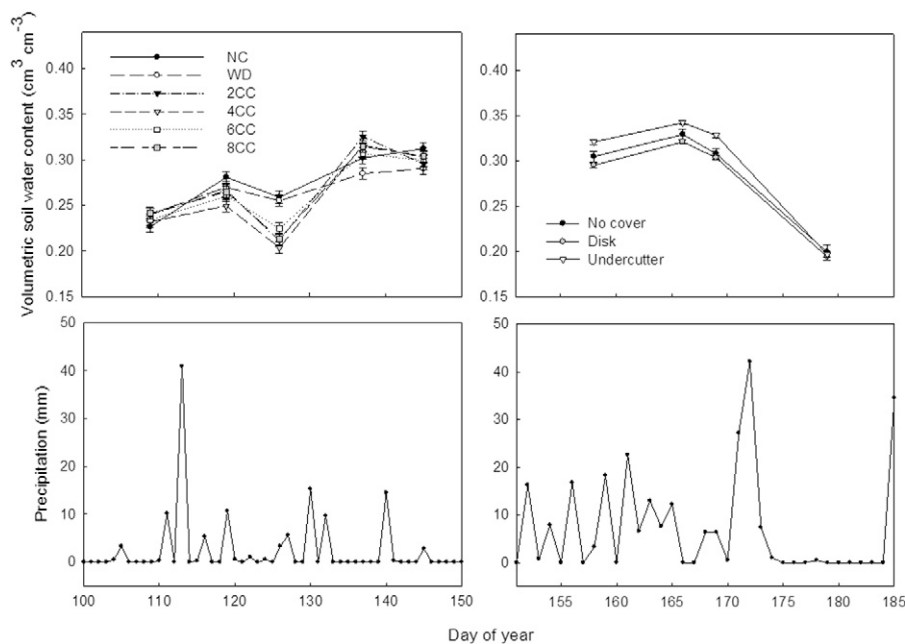 Volumetric soil water content (cm3 cm-3)
0.40
0.35
0.30
0.25
0.20
0.15
NC
WD
2CC
4CC
6CC
8CC
0.40
0.35
0.30
0.25
0.20
0.15
No cover
Disk
Undercutter
Precipitation (mm)
50
40
30
20
10
0
100 110 120 130 140 150
50
40
30
20
10
0
155 160 165 170 175 180 185
Day of year